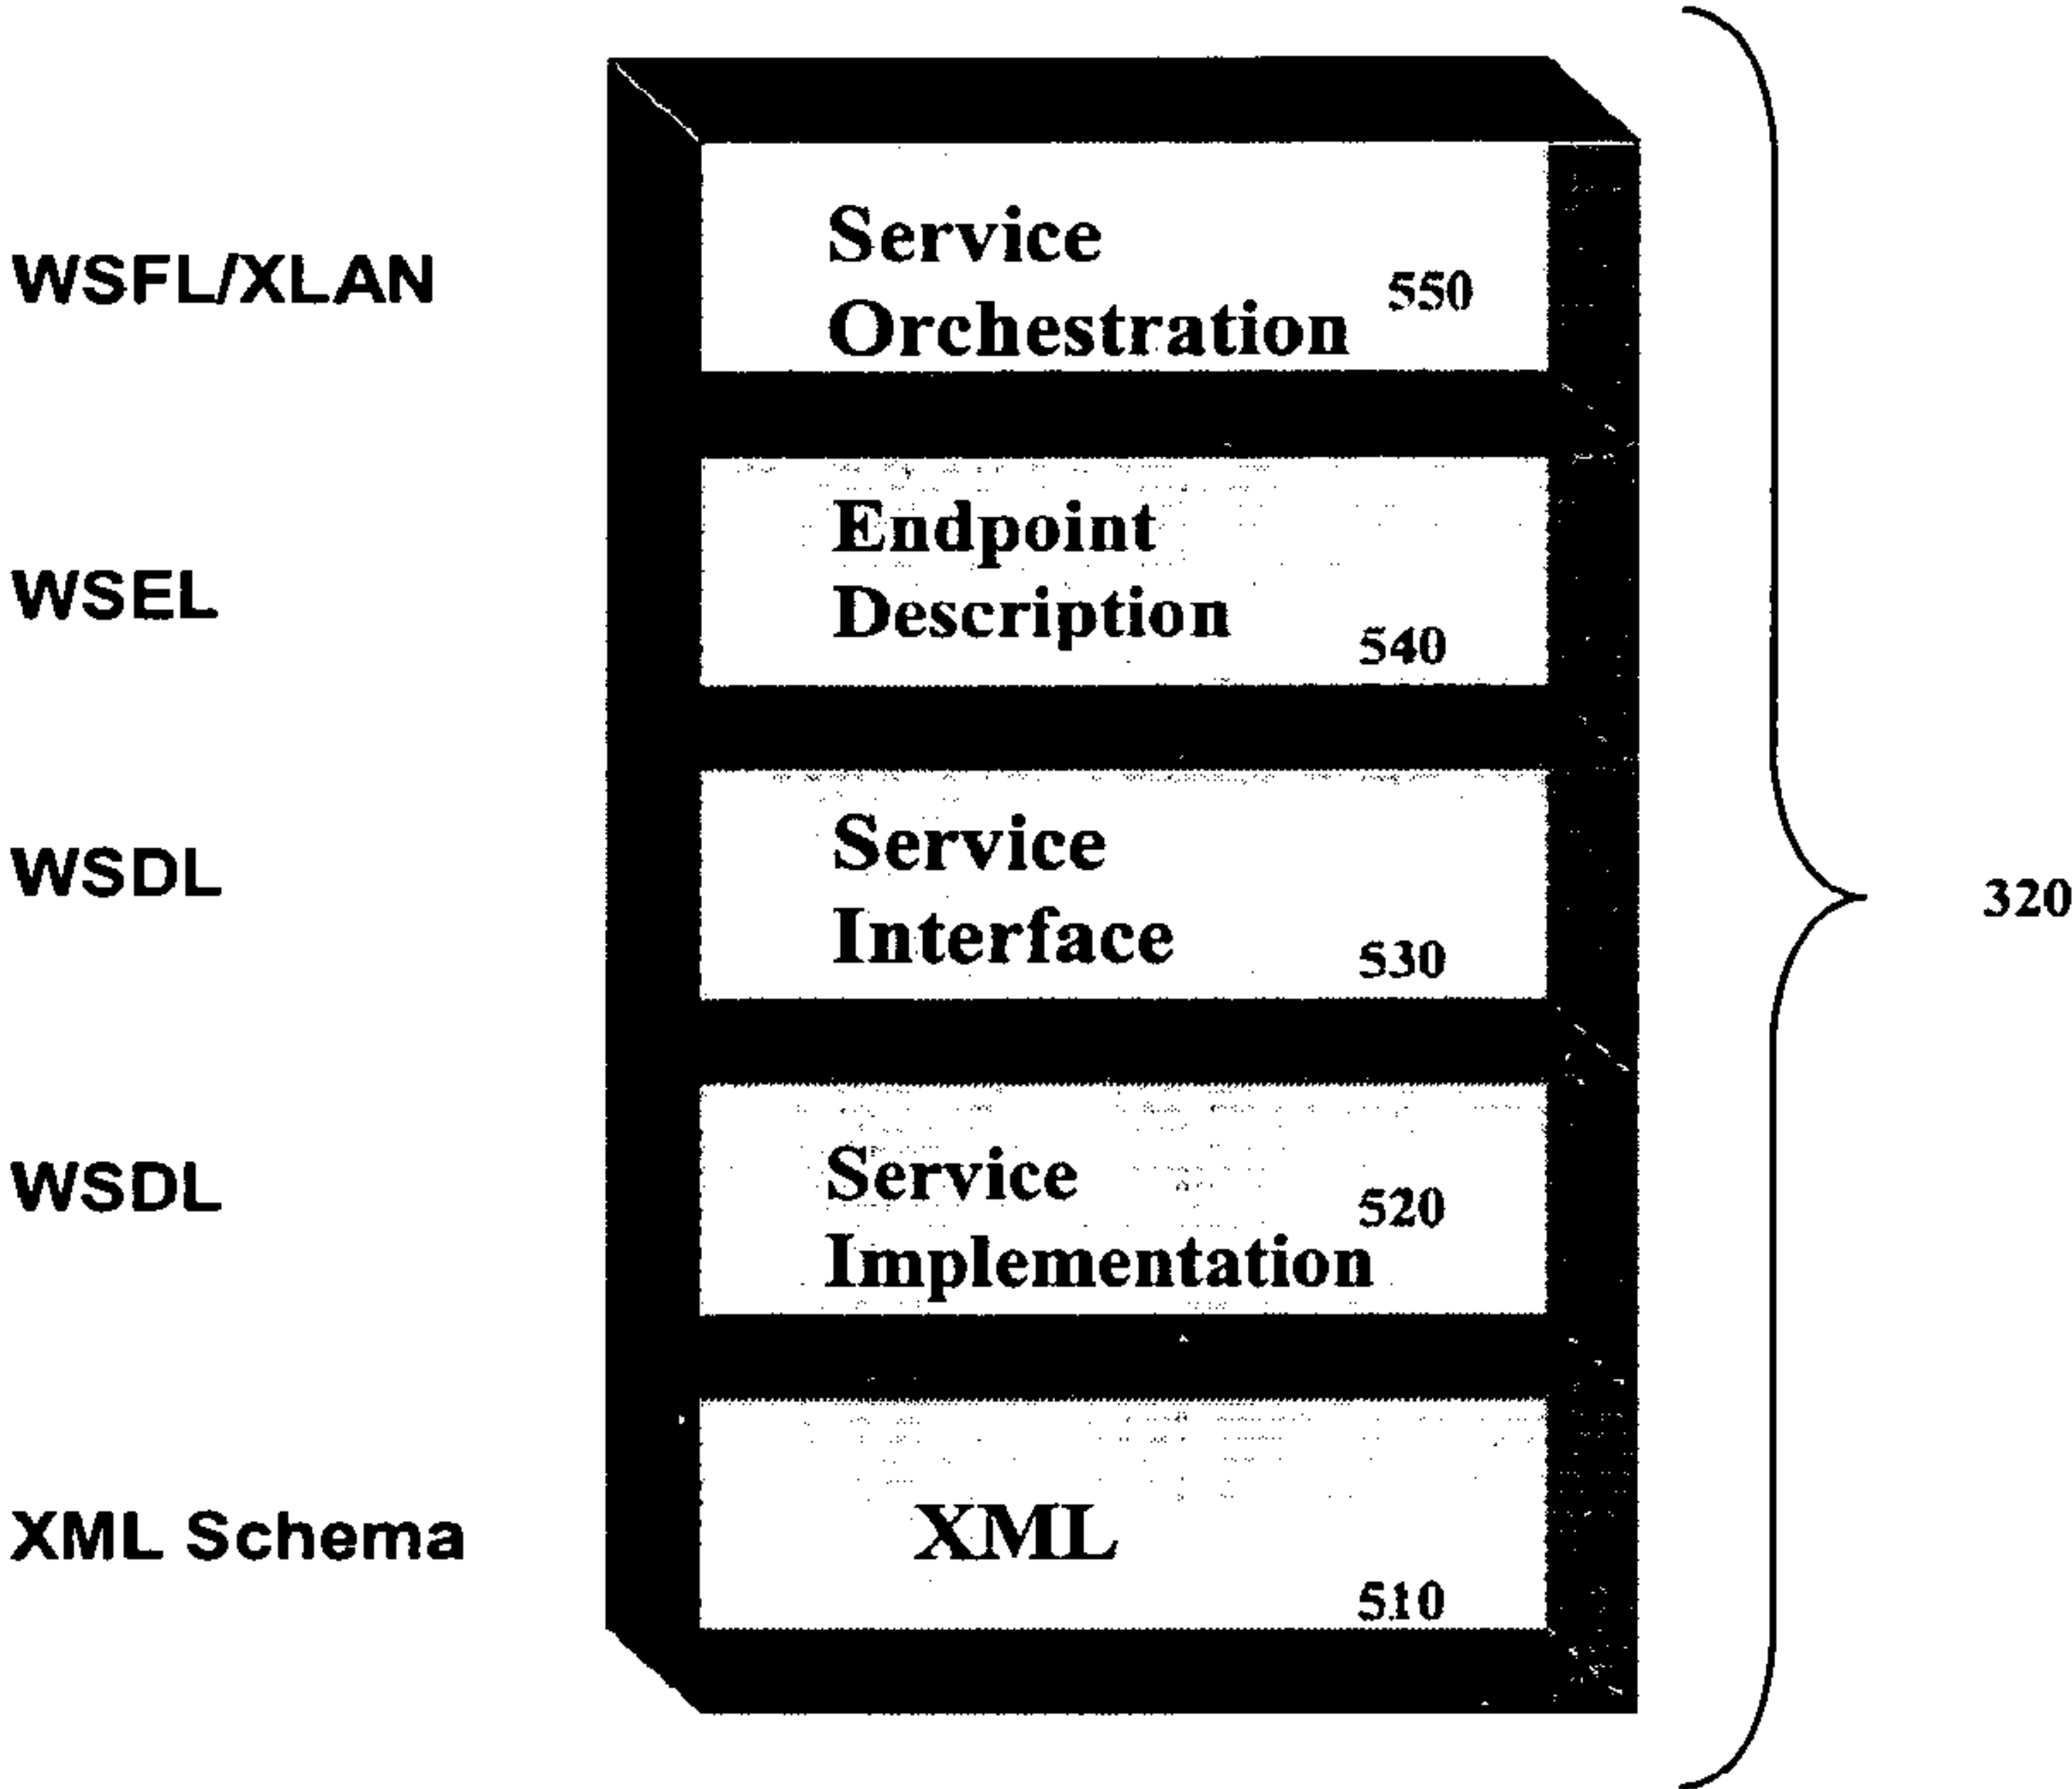 WSFL/XLAN
Service
Orchestration
550
WSEL
Endpoint
Description
540
WSDL
Service
Interface
530
320
WSDL
Service
520
Implementation
XML Schema
XML
510